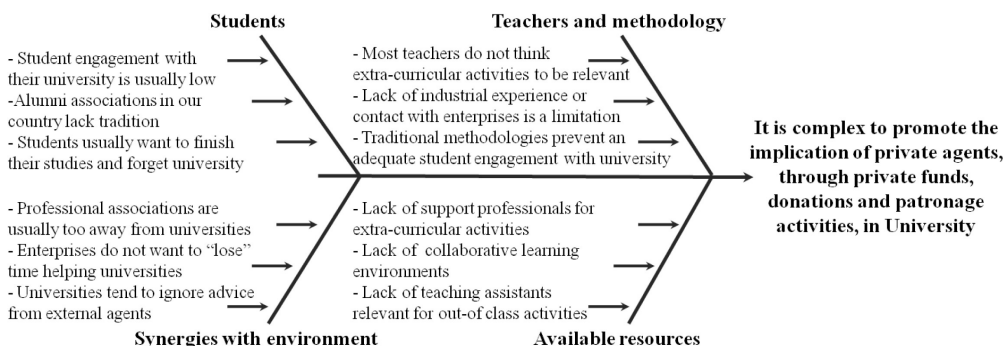 Students
- Student engagement with
their university is usually low
-Alumni associations in our
country lack tradition
- Students usually want to finish
their studies and forget university
Teachers and methodology
- Most teachers do not think
extra-curricular activities to be relevant
- Lack of industrial experience or
contact with enterprises is a limitation
- Traditional methodologies prevent an
adequate student engagement with university
- Professional associations are
usually too away from universities
- Enterprises do not want to “lose”
time helping universities
- Universities tend to ignore advice
from external agents
Synergies with environment
- Lack of support professionals for
extra-curricular activities
- Lack of collaborative learning
environments
- Lack of teaching assistants
relevant for out-of class activities
Available resources
It is complex to promote the
implication of private agents,
through private funds,
donations and patronage
activities, in University